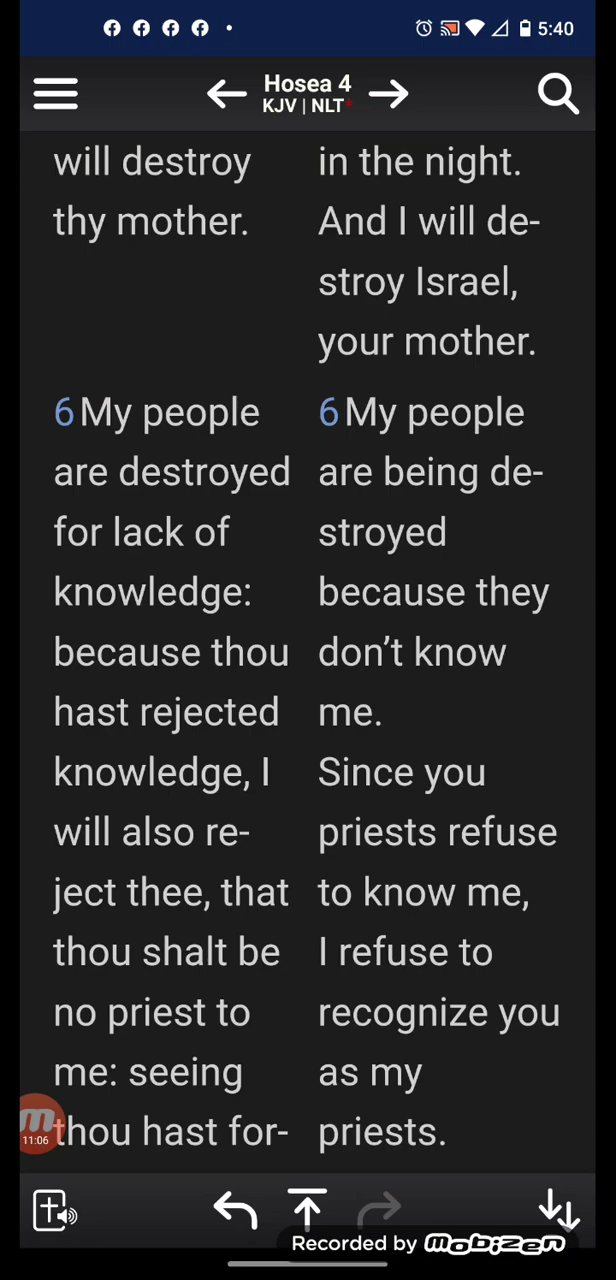 5:40
Hosea 4
KJV | NLT*
will destroy
thy mother.
6 My people
are destroyed
for lack of
knowledge:
because thou
hast rejected
knowledge, I
will also re-
ject thee, that
thou shalt be
no priest to
me: seeing
thou hast for-
in the night.
And I will de-
stroy Israel,
your mother.
6 My people
are being de-
stroyed
because they
don’t know
me.
Since you
priests refuse
to know me,
I refuse to
recognize you
as my
priests.
11:06
Recorded by mobizen